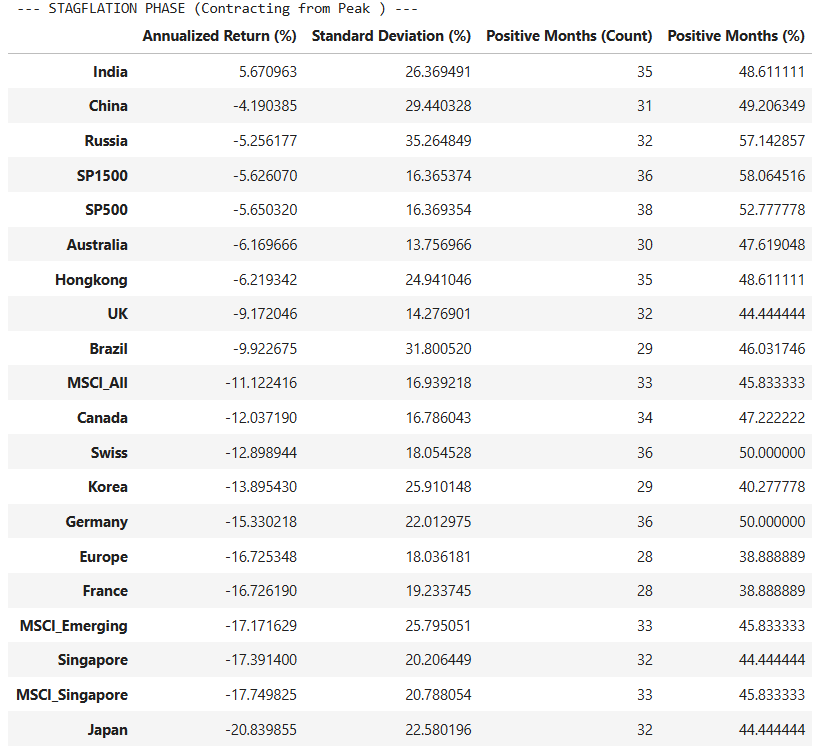 --- STAGFLATION PHASE (Contracting from Peak ) ---
Annualized Return (%) Standard Deviation (%) Positive Months (Count) Positive Months (%)
India 5.670963 26.369491 35 48.611111
China -4.190385 29.440328 31 49.206349
Russia -5.256177 35.264849 32 57.142857
SP1500 -5.626070 16.365374 36 58.064516
SP500 -5.650320 16.369354 38 52.777778
Australia -6.169666 13.756966 30 47.619048
Hongkong -6.219342 24.941046 35 48.611111
UK -9.172046 14.276901 32 44.444444
Brazil -9.922675 31.800520 29 46.031746
MSCI_All -11.122416 16.939218 33 45.833333
Canada -12.037190 16.786043 34 47.222222
Swiss -12.898944 18.054528 36 50.000000
Korea -13.895430 25.910148 29 40.277778
Germany -15.330218 22.012975 36 50.000000
Europe -16.725348 18.036181 28 38.888889
France -16.726190 19.233745 28 38.888889
MSCI_Emerging -17.171629 25.795051 33 45.833333
Singapore -17.391400 20.206449 32 44.444444
MSCI_Singapore -17.749825 20.788054 33 45.833333
Japan -20.839855 22.580196 32 44.444444